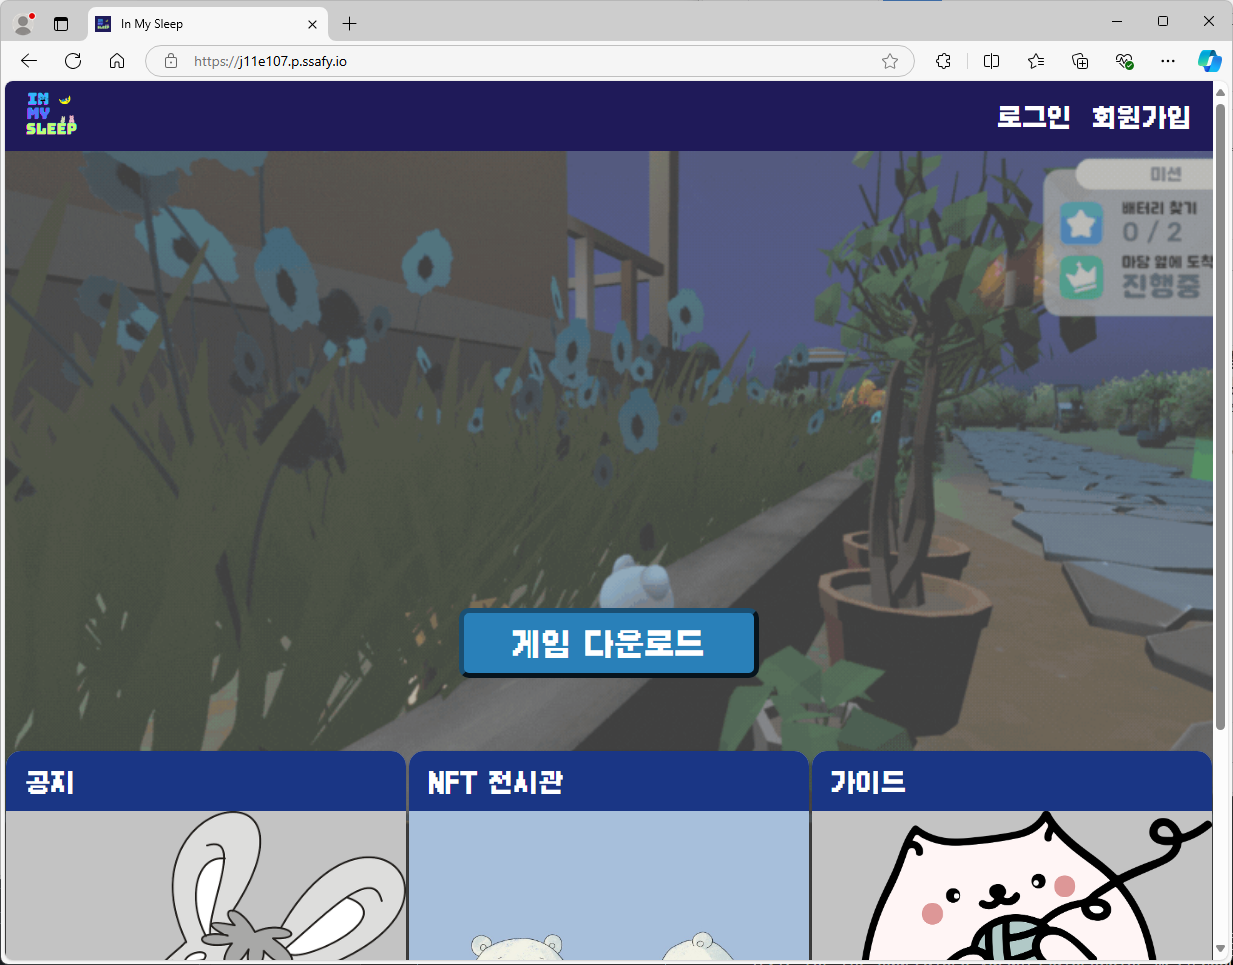 In My Sleep
https://j11e107.p.ssafy.io
IM
MY
SLEEP
로그인 회원가입
미션
배터리 찾기
0 / 2
마당 옆에 도착
진행중
게임 다운로드
공지
NFT 전시관
가이드